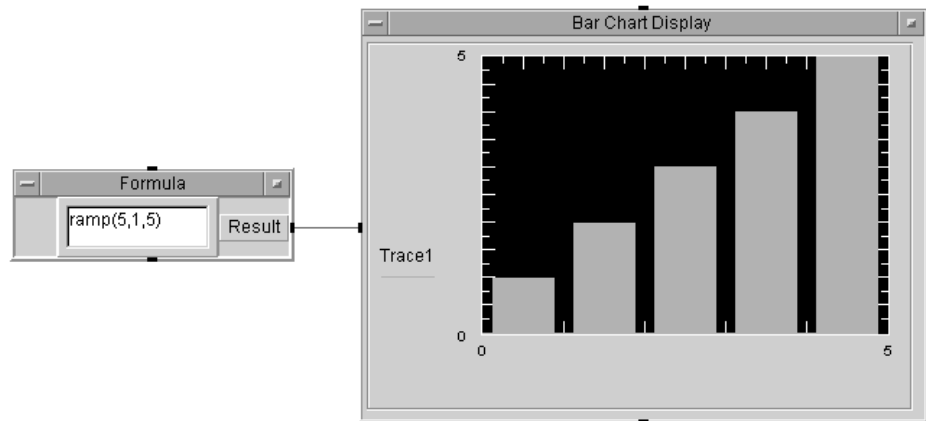 Formula
ramp(5,1,5)
Result
Bar Chart Display
5
Trace1
0
0
5